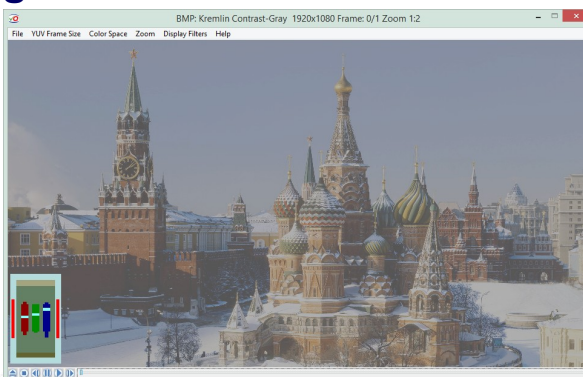 BMP: Kremlin Contrast-Gray 1920x1080 Frame: 0/1 Zoom 1:2
File YUV Frame Size Color Space Zoom Display Filters Help